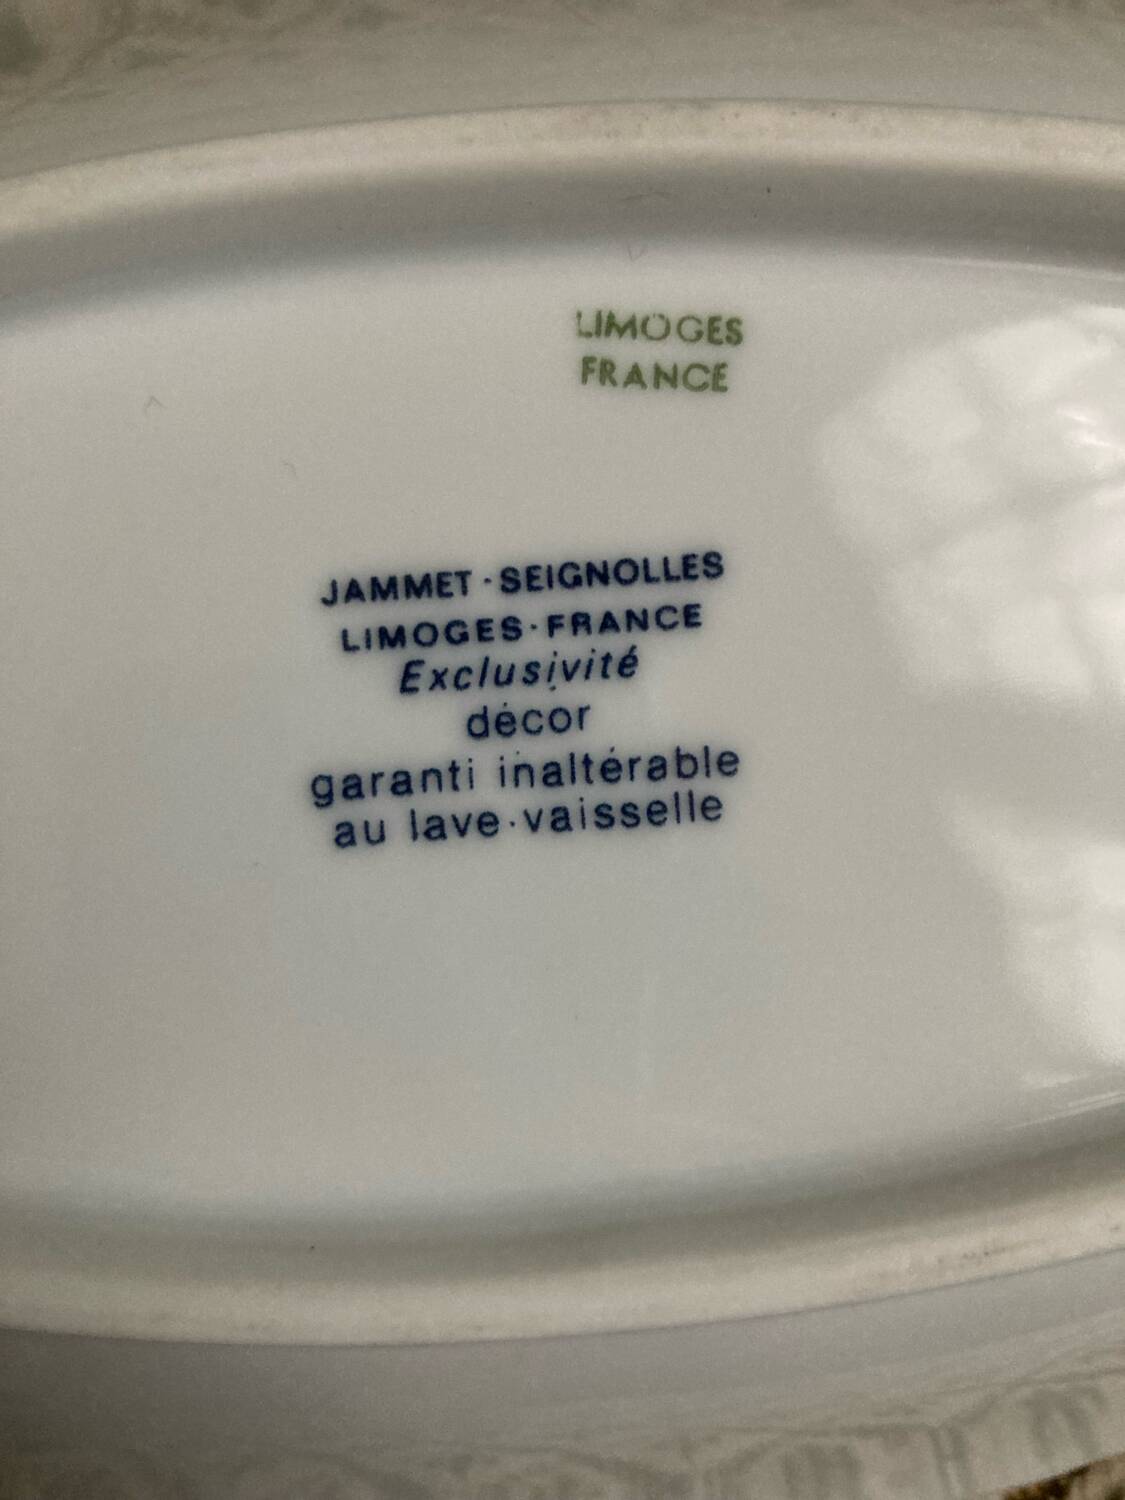 LIMOGES
FRANCE
JAMMET · SEIGNOLLES
LIMOGES · FRANCE
Exclusivité
décor
garanti inaltérable
au lave · vaisselle